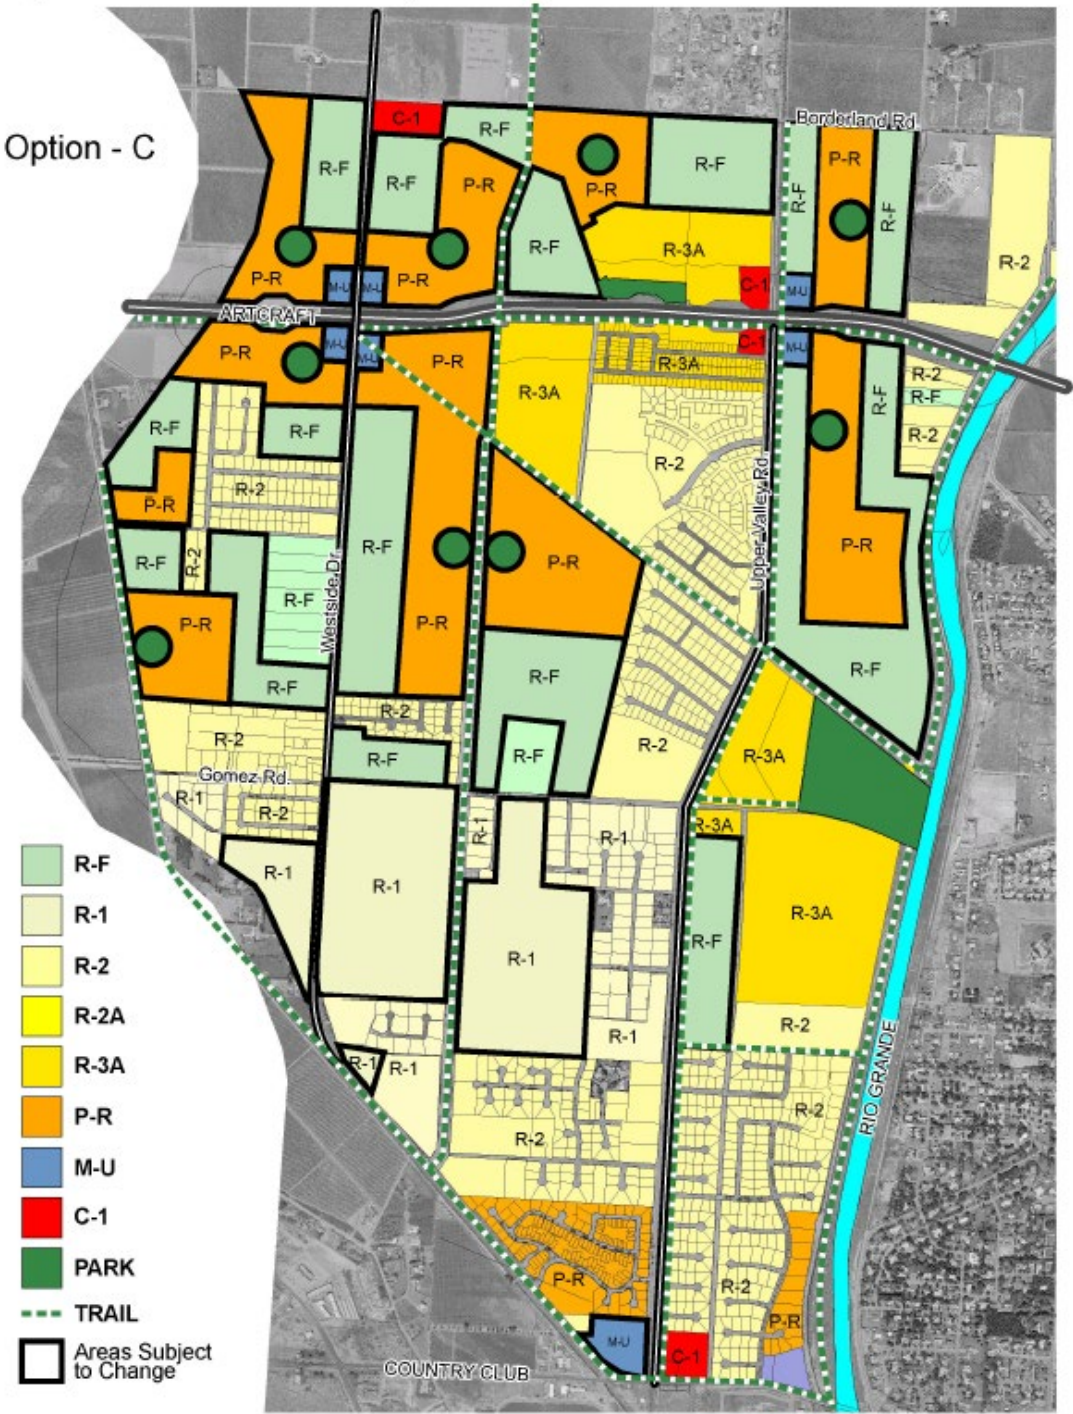 Option - C
Borderland Rd
C-1
R-F
P-R
R-F
R-F
R-F
P-R
P-R
R-F
R-F
P-R
R-F
R-F
R-3A
R-2
P-R
P-R
M-U
M-U
C-1
M-U
ARTCRAFT
M-U
M-U
C-1
M-U
P-R
P-R
R-3A
R-3A
R-2
R-F
R-2
R-F
R-F
R-F
R-2
R-2
P-R
Upper Valley Rd.
R-F
R-F
R-2
R-F
Westside Dr.
P-R
P-R
R-F
P-R
P-R
R-F
R-F
R-F
R-2
R-2
R-2
R-F
R-F
R-3A
Gomez Rd.
R-1
R-2
R-1
R-1
R-3A
R-1
R-1
R-3A
R-F
R-1
R-2
R-1
R-1
R-1
RIO GRANDE
R-2
R-2
P-R
R-2
P-R
M-U
C-1
COUNTRY CLUB
R-F
R-1
R-2
R-2A
R-3A
P-R
M-U
C-1
PARK
TRAIL
Areas Subject
to Change